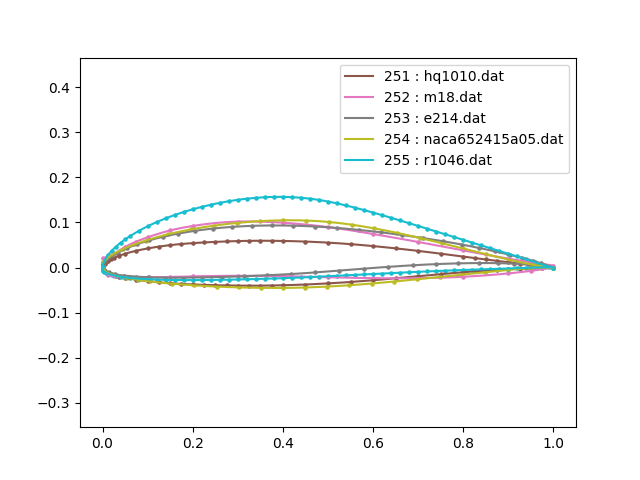 0.4
0.3
0.2
0.1
0.0
−0.1
−0.2
−0.3
0.0 0.2 0.4 0.6 0.8 1.0
251 : hq1010.dat
252 : m18.dat
253 : e214.dat
254 : naca652415a05.dat
255 : r1046.dat